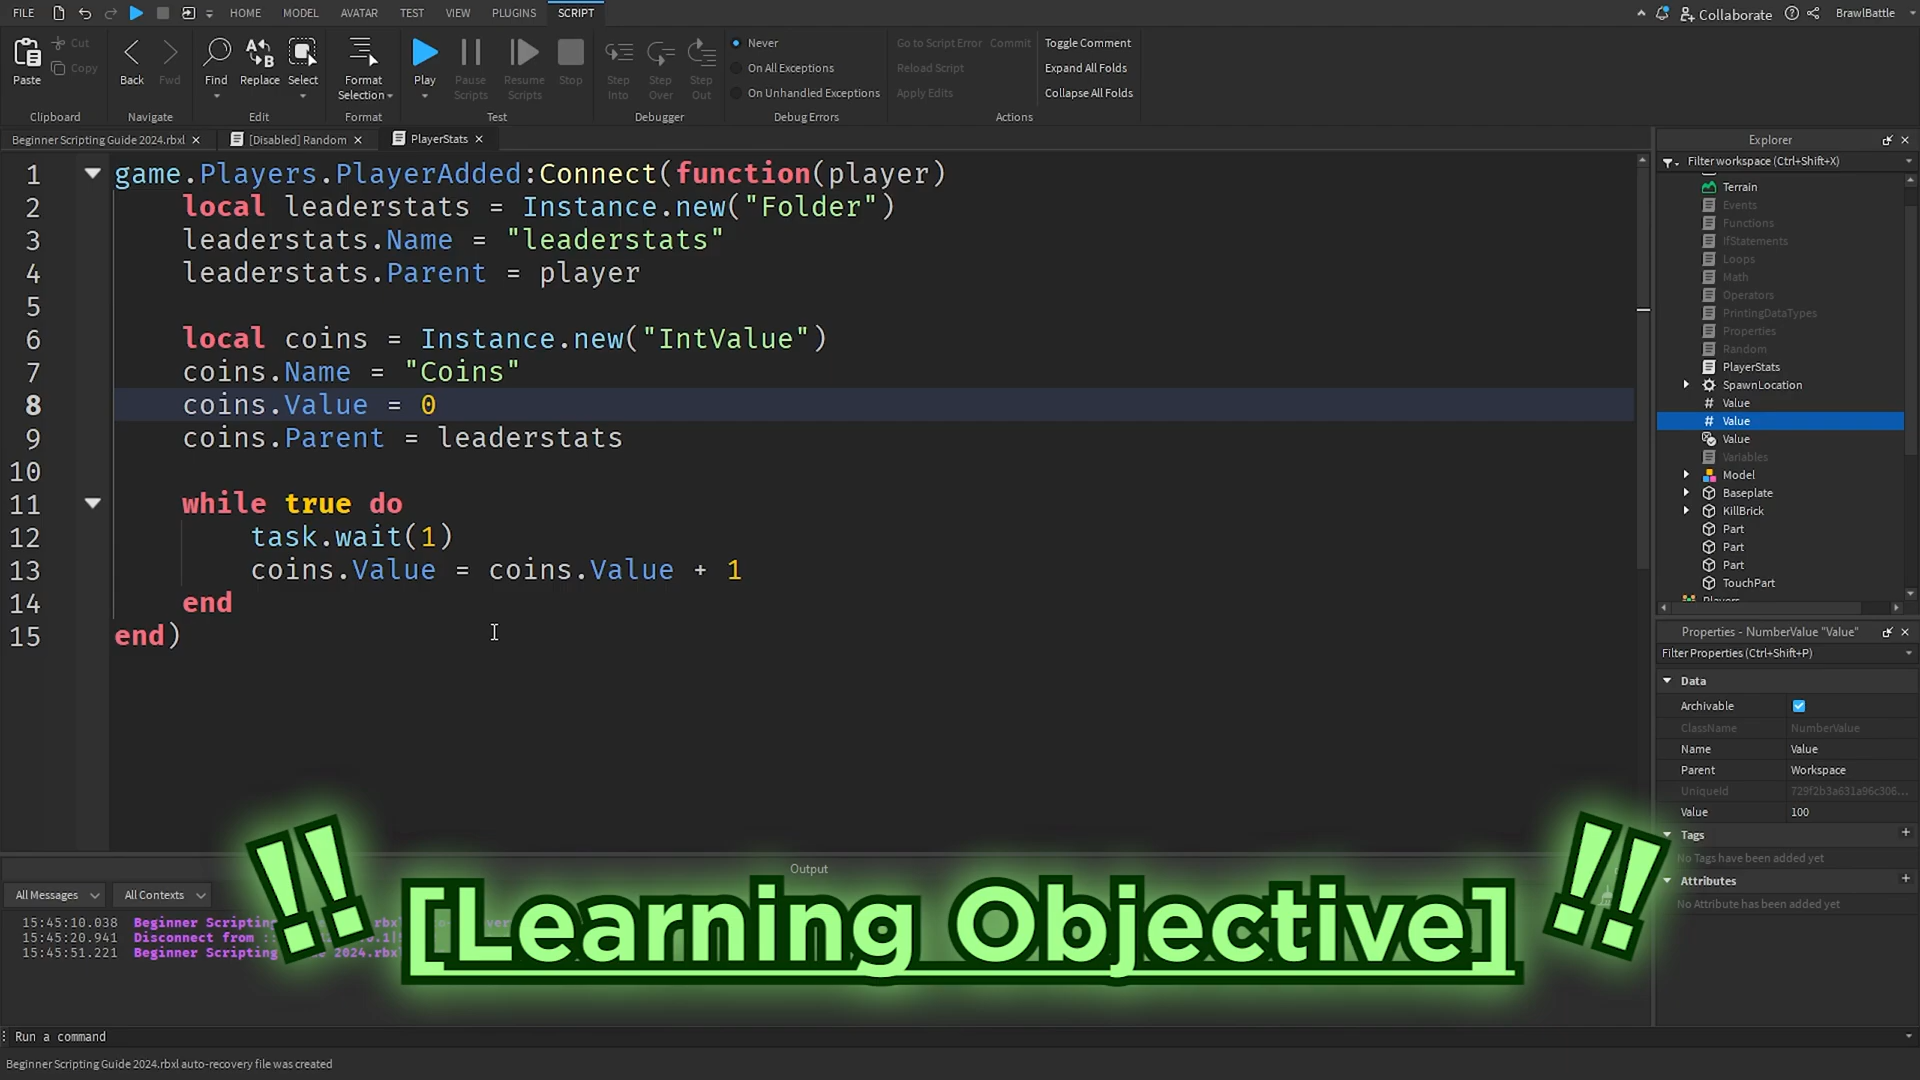 FILE HOME MODEL AVATAR TEST VIEW PLUGINS SCRIPT Collaborate BrawlBattle
Paste Cut Copy Back Fwd Find Replace Select Format Selection Play Pause Scripts Resume Scripts Stop Step Into Step Over Step Out
Never
On All Exceptions
On Unhandled Exceptions
Go to Script Error Commit
Reload Script
Apply Edits
Toggle Comment
Expand All Folds
Collapse All Folds
Clipboard Navigate Edit Format Test Debugger Debug Errors Actions
Beginner Scripting Guide 2024.rbxl × [Disabled] Random × PlayerStats ×
1 game.Players.PlayerAdded:Connect(function(player)
2 local leaderstats = Instance.new("Folder")
3 leaderstats.Name = "leaderstats"
4 leaderstats.Parent = player
5
6 local coins = Instance.new("IntValue")
7 coins.Name = "Coins"
8 coins.Value = 0
9 coins.Parent = leaderstats
10
11 while true do
12 task.wait(1)
13 coins.Value = coins.Value + 1
14 end
15 end)
Explorer
Filter workspace (Ctrl+Shift+X)
Terrain
Events
Functions
IfStatements
Loops
Math
Operators
PrintingDataTypes
Properties
Random
PlayerStats
SpawnLocation
# Value
# Value
Value
Variables
Model
Baseplate
KillBrick
Part
Part
Part
TouchPart
Players
Properties - NumberValue "Value"
Filter Properties (Ctrl+Shift+P)
Data
Archivable
ClassName NumberValue
Name Value
Parent Workspace
UniqueId 729f2b3a631a96c306...
Value 100
Tags
No Tags have been added yet
Attributes
No Attribute has been added yet
Output
All Messages All Contexts
15:45:10.038 Beginner Scripting
15:45:20.941 Disconnect from
15:45:51.221 Beginner Scripting 2024.rbxl
!! [Learning Objective] !!
Run a command
Beginner Scripting Guide 2024.rbxl auto-recovery file was created